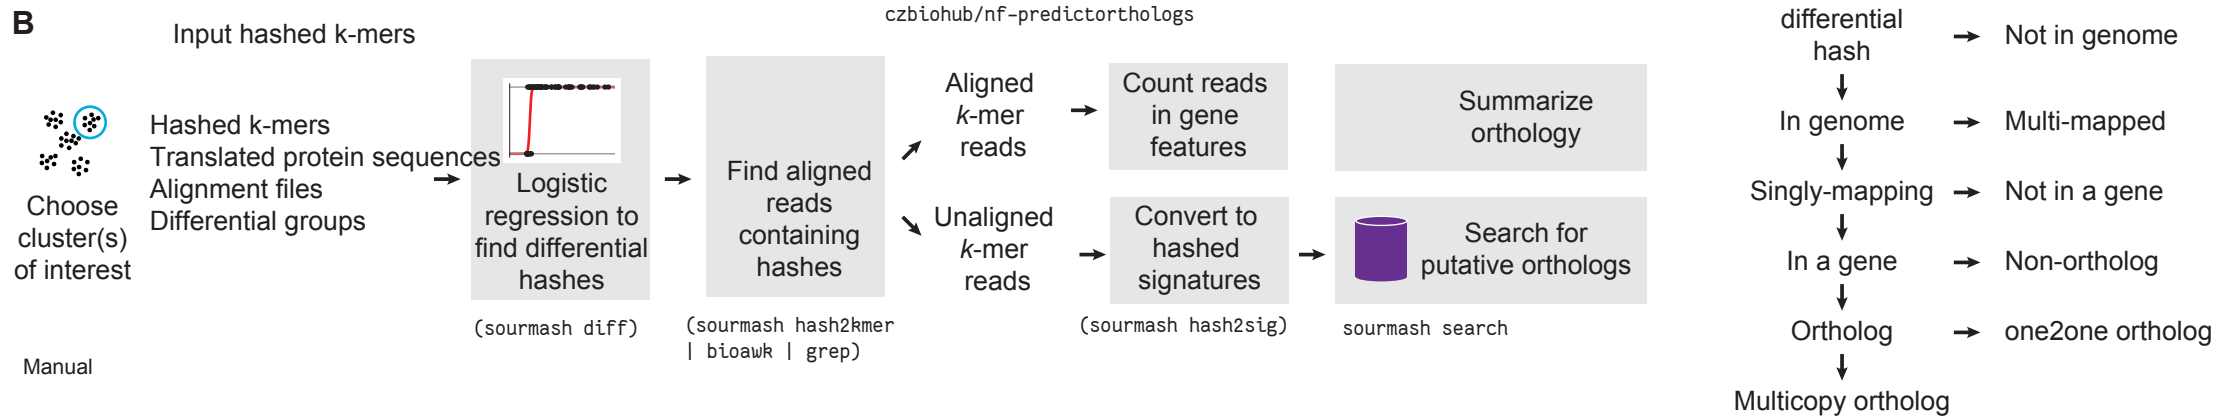 B
czbiohub/nf-predictorthologs
Input hashed k-mers
Choose
cluster(s)
of interest
Manual
Hashed k-mers
Translated protein sequences
Alignment files
Differential groups
Logistic
regression to
find differential
hashes
(sourmash diff)
Find aligned
reads
containing
hashes
(sourmash hash2kmer
| bioawk | grep)
Aligned
k-mer
reads
Count reads
in gene
features
Summarize
orthology
Unaligned
k-mer
reads
Convert to
hashed
signatures
(sourmash hash2sig)
Search for
putative orthologs
sourmash search
differential
hash
Not in genome
In genome
Multi-mapped
Singly-mapping
Not in a gene
In a gene
Non-ortholog
Ortholog
one2one ortholog
Multicopy ortholog